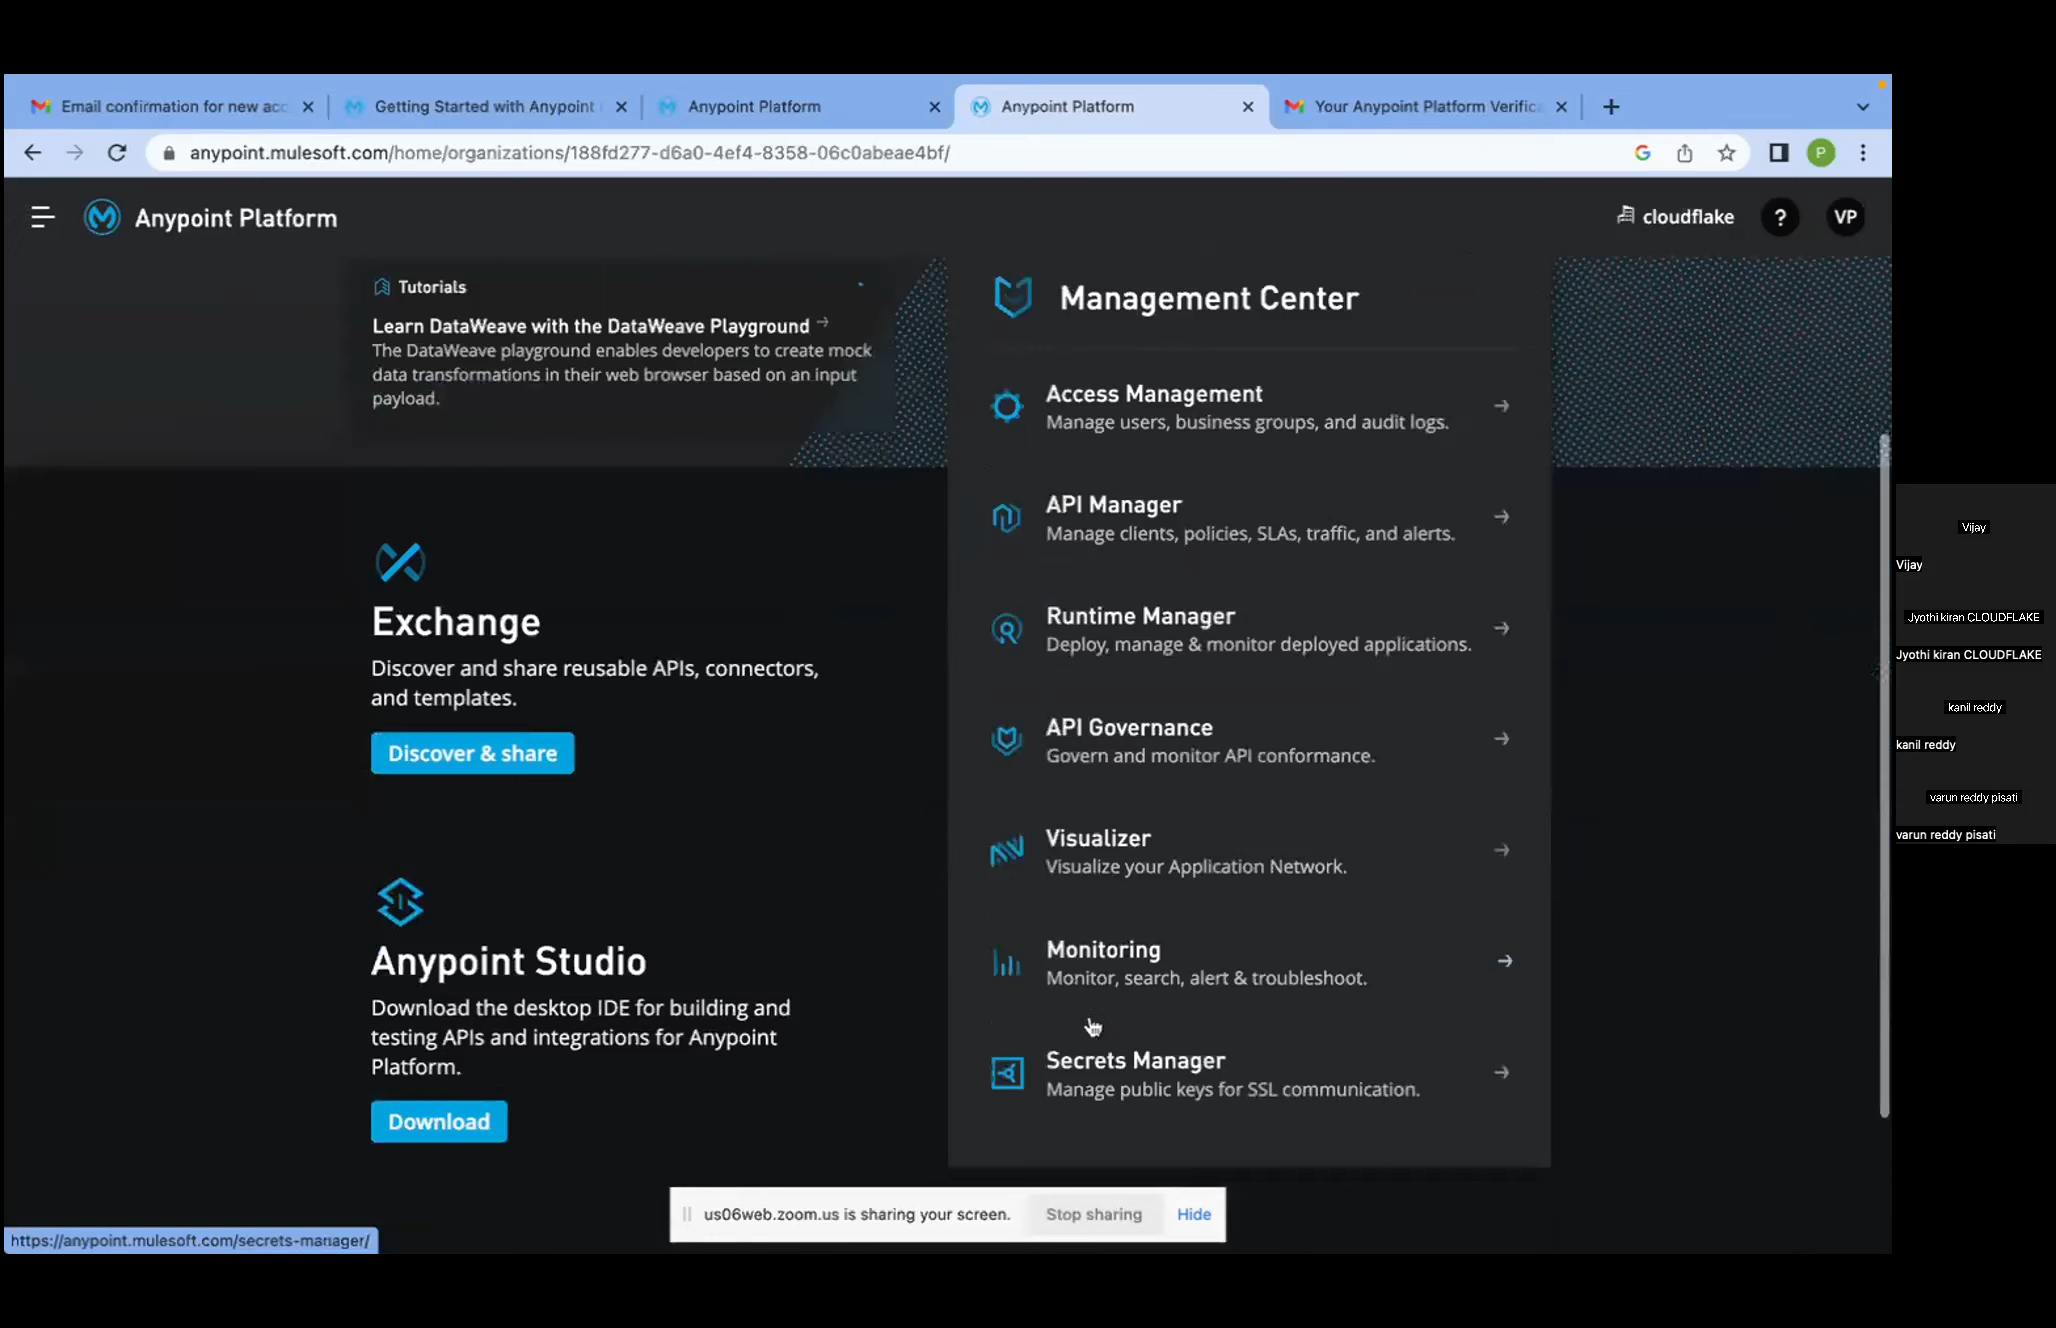 Email confirmation for new acc
Getting Started with Anypoint
Anypoint Platform
Anypoint Platform
Your Anypoint Platform Verifica
anypoint.mulesoft.com/home/organizations/188fd277-d6a0-4ef4-8358-06c0abeae4bf/
P
Anypoint Platform
cloudflake
?
VP
Tutorials
Learn DataWeave with the DataWeave Playground
The DataWeave playground enables developers to create mock
data transformations in their web browser based on an input
payload.
Exchange
Discover and share reusable APIs, connectors,
and templates.
Discover & share
Anypoint Studio
Download the desktop IDE for building and
testing APIs and integrations for Anypoint
Platform.
Download
Management Center
Access Management
Manage users, business groups, and audit logs.
API Manager
Manage clients, policies, SLAs, traffic, and alerts.
Runtime Manager
Deploy, manage & monitor deployed applications.
API Governance
Govern and monitor API conformance.
Visualizer
Visualize your Application Network.
Monitoring
Monitor, search, alert & troubleshoot.
Secrets Manager
Manage public keys for SSL communication.
us06web.zoom.us is sharing your screen.
Stop sharing
Hide
https://anypoint.mulesoft.com/secrets-manager/
Vijay
Vijay
Jyothi kiran CLOUDFLAKE
Jyothi kiran CLOUDFLAKE
kanil reddy
kanil reddy
varun reddy pisati
varun reddy pisati